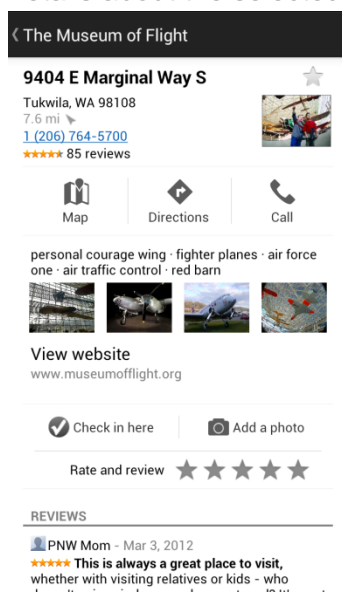 The Museum of Flight
9404 E Marginal Way S
Tukwila, WA 98108
7.6 mi
1 (206) 764-5700
85 reviews
Map
Directions
Call
personal courage wing · fighter planes · air force
one · air traffic control · red barn
View website
www.museumofflight.org
Check in here
Add a photo
Rate and review
REVIEWS
PNW Mom - Mar 3, 2012
This is always a great place to visit,
whether with visiting relatives or kids - who